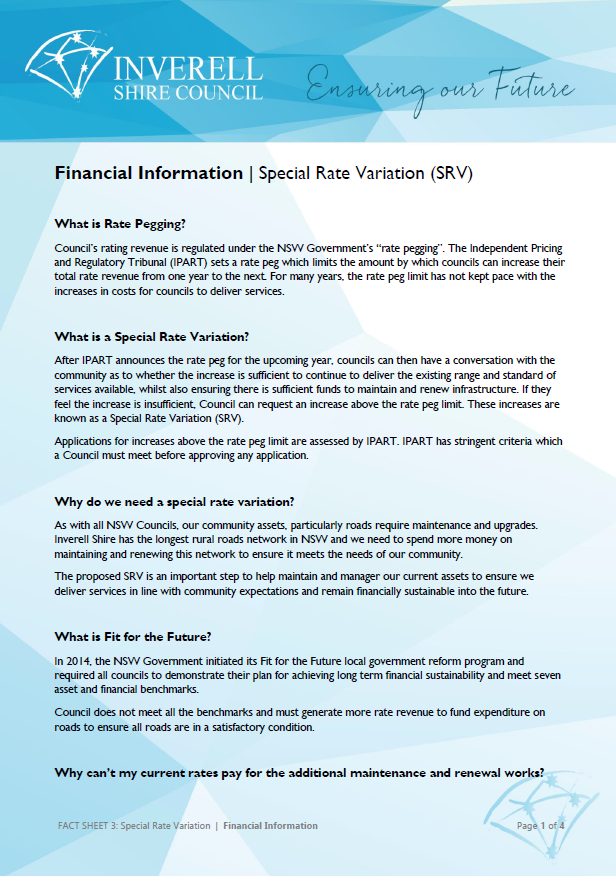 INVERELL
SHIRE COUNCIL
Ensuring our Future
Financial Information | Special Rate Variation (SRV)
What is Rate Pegging?
Council's rating revenue is regulated under the NSW Government's "rate pegging". The Independent Pricing
and Regulatory Tribunal (IPART) sets a rate peg which limits the amount by which councils can increase their
total rate revenue from one year to the next. For many years, the rate peg limit has not kept pace with the
increases in costs for councils to deliver services.
What is a Special Rate Variation?
After IPART announces the rate peg for the upcoming year, councils can then have a conversation with the
community as to whether the increase is sufficient to continue to deliver the existing range and standard of
services available, whilst also ensuring there is sufficient funds to maintain and renew infrastructure. If they
feel the increase is insufficient, Council can request an increase above the rate peg limit. These increases are
known as a Special Rate Variation (SRV).
Applications for increases above the rate peg limit are assessed by IPART. IPART has stringent criteria which
a Council must meet before approving any application.
Why do we need a special rate variation?
As with all NSW Councils, our community assets, particularly roads require maintenance and upgrades.
Inverell Shire has the longest rural roads network in NSW and we need to spend more money on
maintaining and renewing this network to ensure it meets the needs of our community.
The proposed SRV is an important step to help maintain and manager our current assets to ensure we
deliver services in line with community expectations and remain financially sustainable into the future.
What is Fit for the Future?
In 2014, the NSW Government initiated its Fit for the Future local government reform program and
required all councils to demonstrate their plan for achieving long term financial sustainability and meet seven
asset and financial benchmarks.
Council does not meet all the benchmarks and must generate more rate revenue to fund expenditure on
roads to ensure all roads are in a satisfactory condition.
Why can't my current rates pay for the additional maintenance and renewal works?
FACT SHEET 3: Special Rate Variation | Financial Information
Page 1 of 4